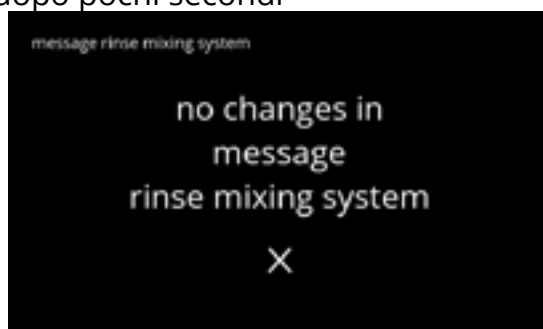 dopo pochi secondi
message rinse mixing system
no changes in
message
rinse mixing system
X